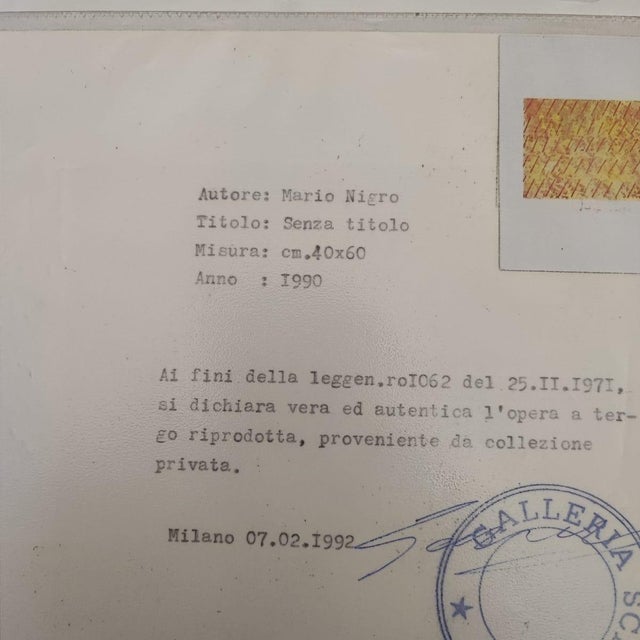 Autore: Mario Nigro
Titolo: Senza titolo
Misura: cm.40x60
Anno : I990
Ai fini della leggen.roI062 del 25.II.I97I,
si dichiara vera ed autentica l'opera a ter-
go riprodotta, proveniente da collezione
privata.
Milano 07.02.I992
GALLERIA